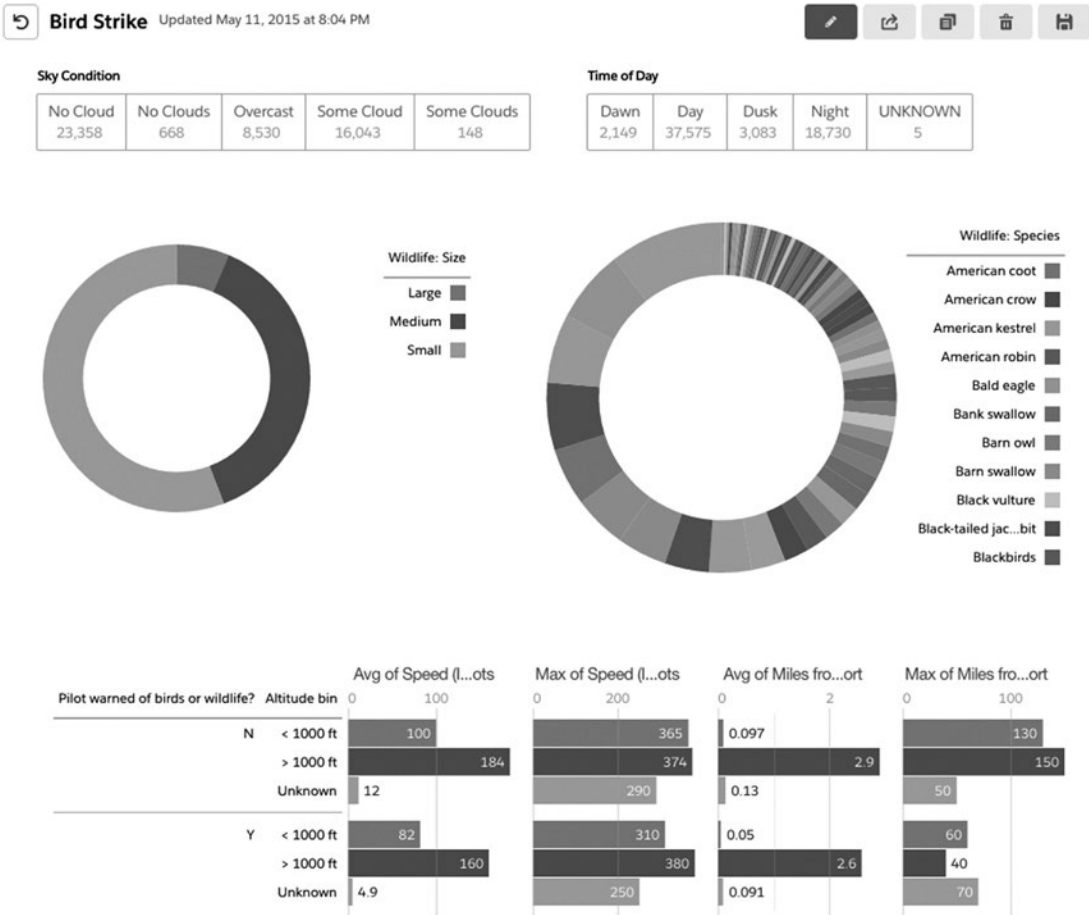 Bird Strike Updated May 11, 2015 at 8:04 PM
Sky Condition
No Cloud No Clouds Overcast Some Cloud Some Clouds
23,358 668 8,530 16,043 148
Time of Day
Dawn Day Dusk Night UNKNOWN
2,149 37,575 3,083 18,730 5
Wildlife: Size
Large
Medium
Small
Wildlife: Species
American coot
American crow
American kestrel
American robin
Bald eagle
Bank swallow
Barn owl
Barn swallow
Black vulture
Black-tailed jac...bit
Blackbirds
Avg of Speed (I...ots Max of Speed (I...ots Avg of Miles fro...ort Max of Miles fro...ort
Pilot warned of birds or wildlife? Altitude bin 0 100 0 200 0 2 0 100
N < 1000 ft 100 365 0.097 130
> 1000 ft 184 374 2.9 150
Unknown 12 290 0.13 50
Y < 1000 ft 82 310 0.05 60
> 1000 ft 160 380 2.6 40
Unknown 4.9 250 0.091 70